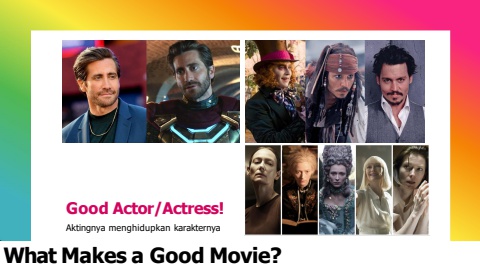 Good Actor/Actress!
Aktingnya menghidupkan karakternya
What Makes a Good Movie?